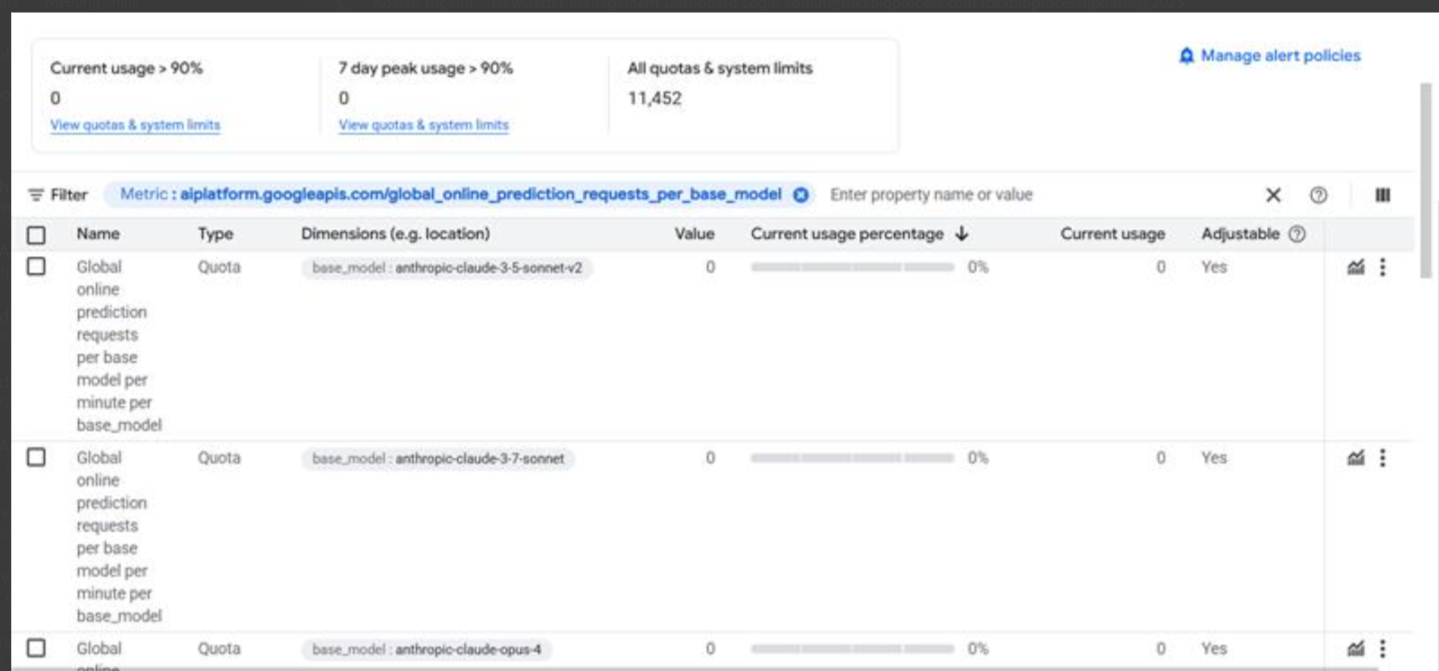 Current usage > 90%
0
View quotas & system limits
7 day peak usage > 90%
0
View quotas & system limits
All quotas & system limits
11,452
Manage alert policies
Filter Metric : aiplatform.googleapis.com/global_online_prediction_requests_per_base_model Enter property name or value
Name Type Dimensions (e.g. location) Value Current usage percentage Current usage Adjustable
Global Quota base_model : anthropic-claude-3-5-sonnet-v2 0 0% 0 Yes
online
prediction
requests
per base
model per
minute per
base_model
Global Quota base_model : anthropic-claude-3-7-sonnet 0 0% 0 Yes
online
prediction
requests
per base
model per
minute per
base_model
Global Quota base_model : anthropic-claude-opus-4 0 0% 0 Yes